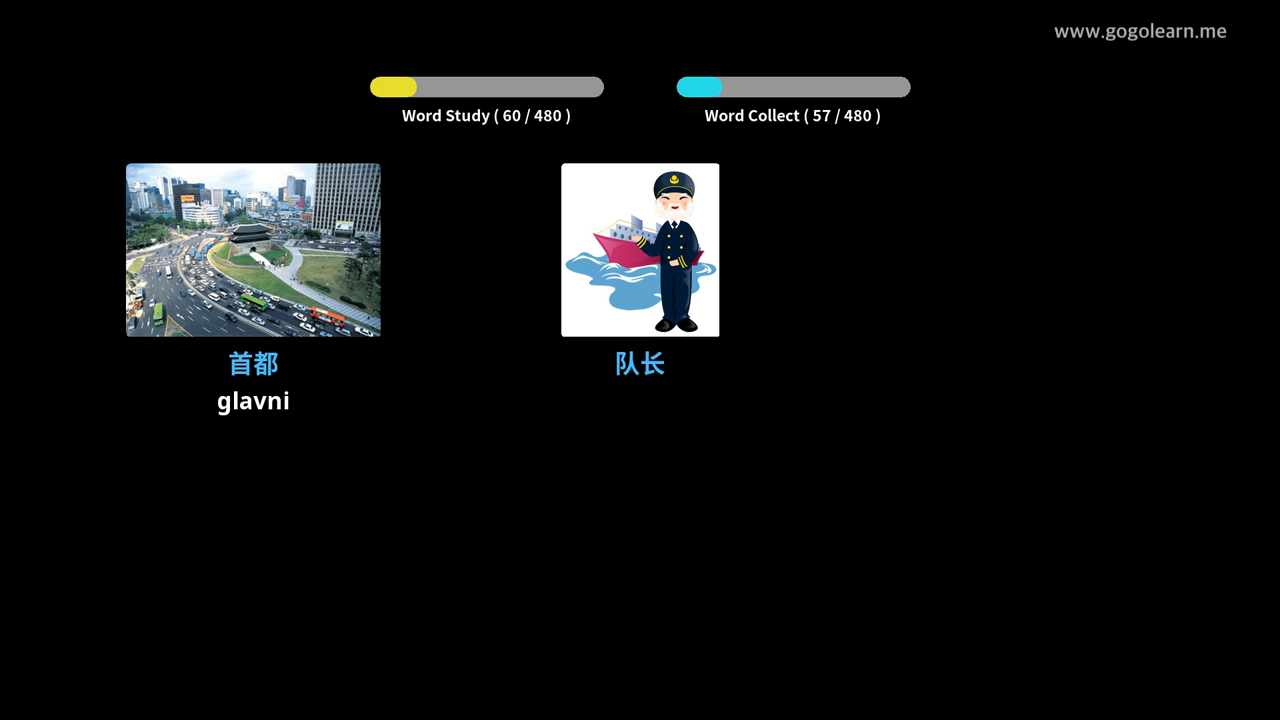 www.gogolearn.me
Word Study ( 60 / 480 )
Word Collect ( 57 / 480 )
首都
glavni
队长